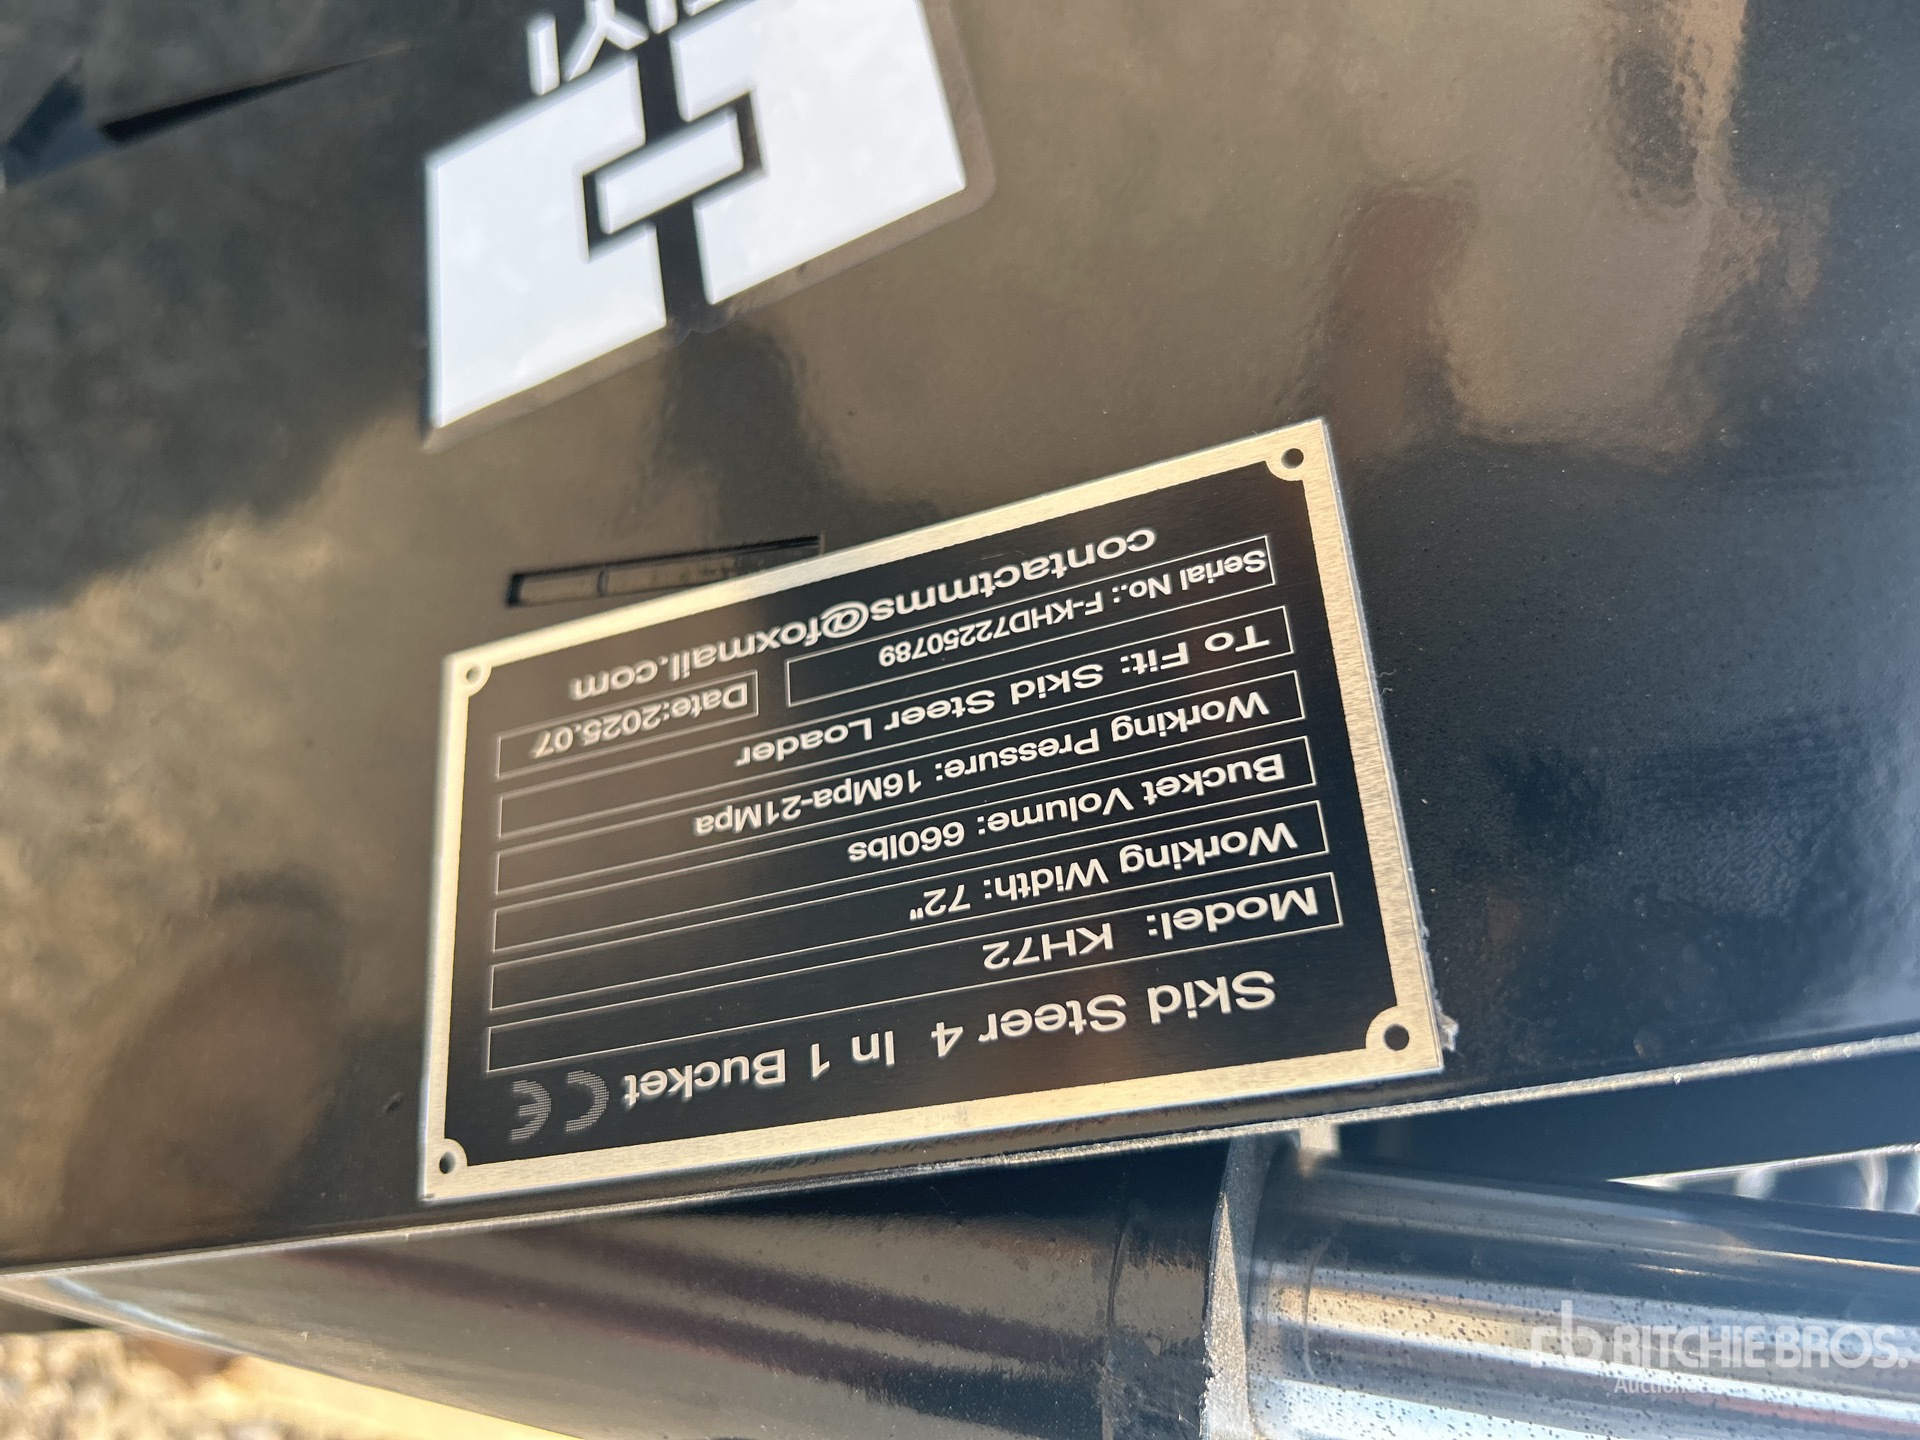 Skid Steer 4 In 1 Bucket CE
Model: KH72
Working Width: 72"
Bucket Volume: 660lbs
Working Pressure: 16Mpa-21Mpa
To Fit: Skid Steer Loader
Serial No.: F-KHD72250789
Date:2025.07
contactmms@foxmail.com
rb RITCHIE BROS.